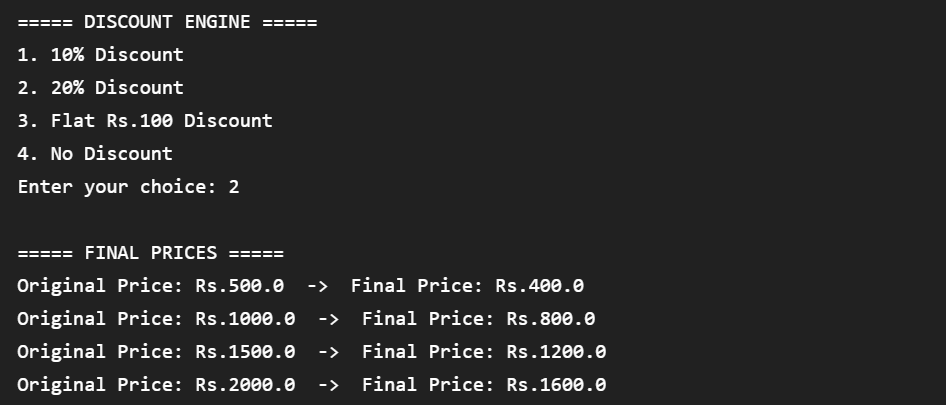 ===== DISCOUNT ENGINE =====
1. 10% Discount
2. 20% Discount
3. Flat Rs.100 Discount
4. No Discount
Enter your choice: 2
===== FINAL PRICES =====
Original Price: Rs.500.0  ->  Final Price: Rs.400.0
Original Price: Rs.1000.0  ->  Final Price: Rs.800.0
Original Price: Rs.1500.0  ->  Final Price: Rs.1200.0
Original Price: Rs.2000.0  ->  Final Price: Rs.1600.0